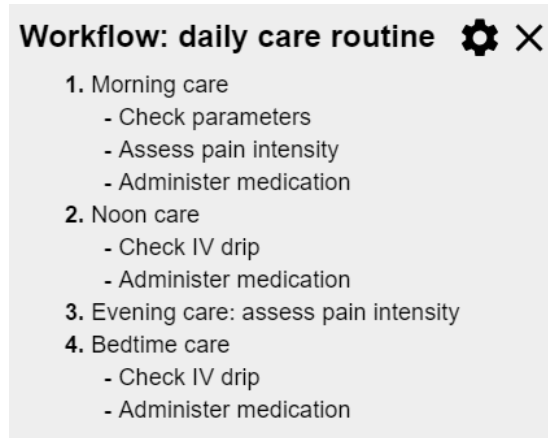 Workflow: daily care routine
1. Morning care
- Check parameters
- Assess pain intensity
- Administer medication
2. Noon care
- Check IV drip
- Administer medication
3. Evening care: assess pain intensity
4. Bedtime care
- Check IV drip
- Administer medication